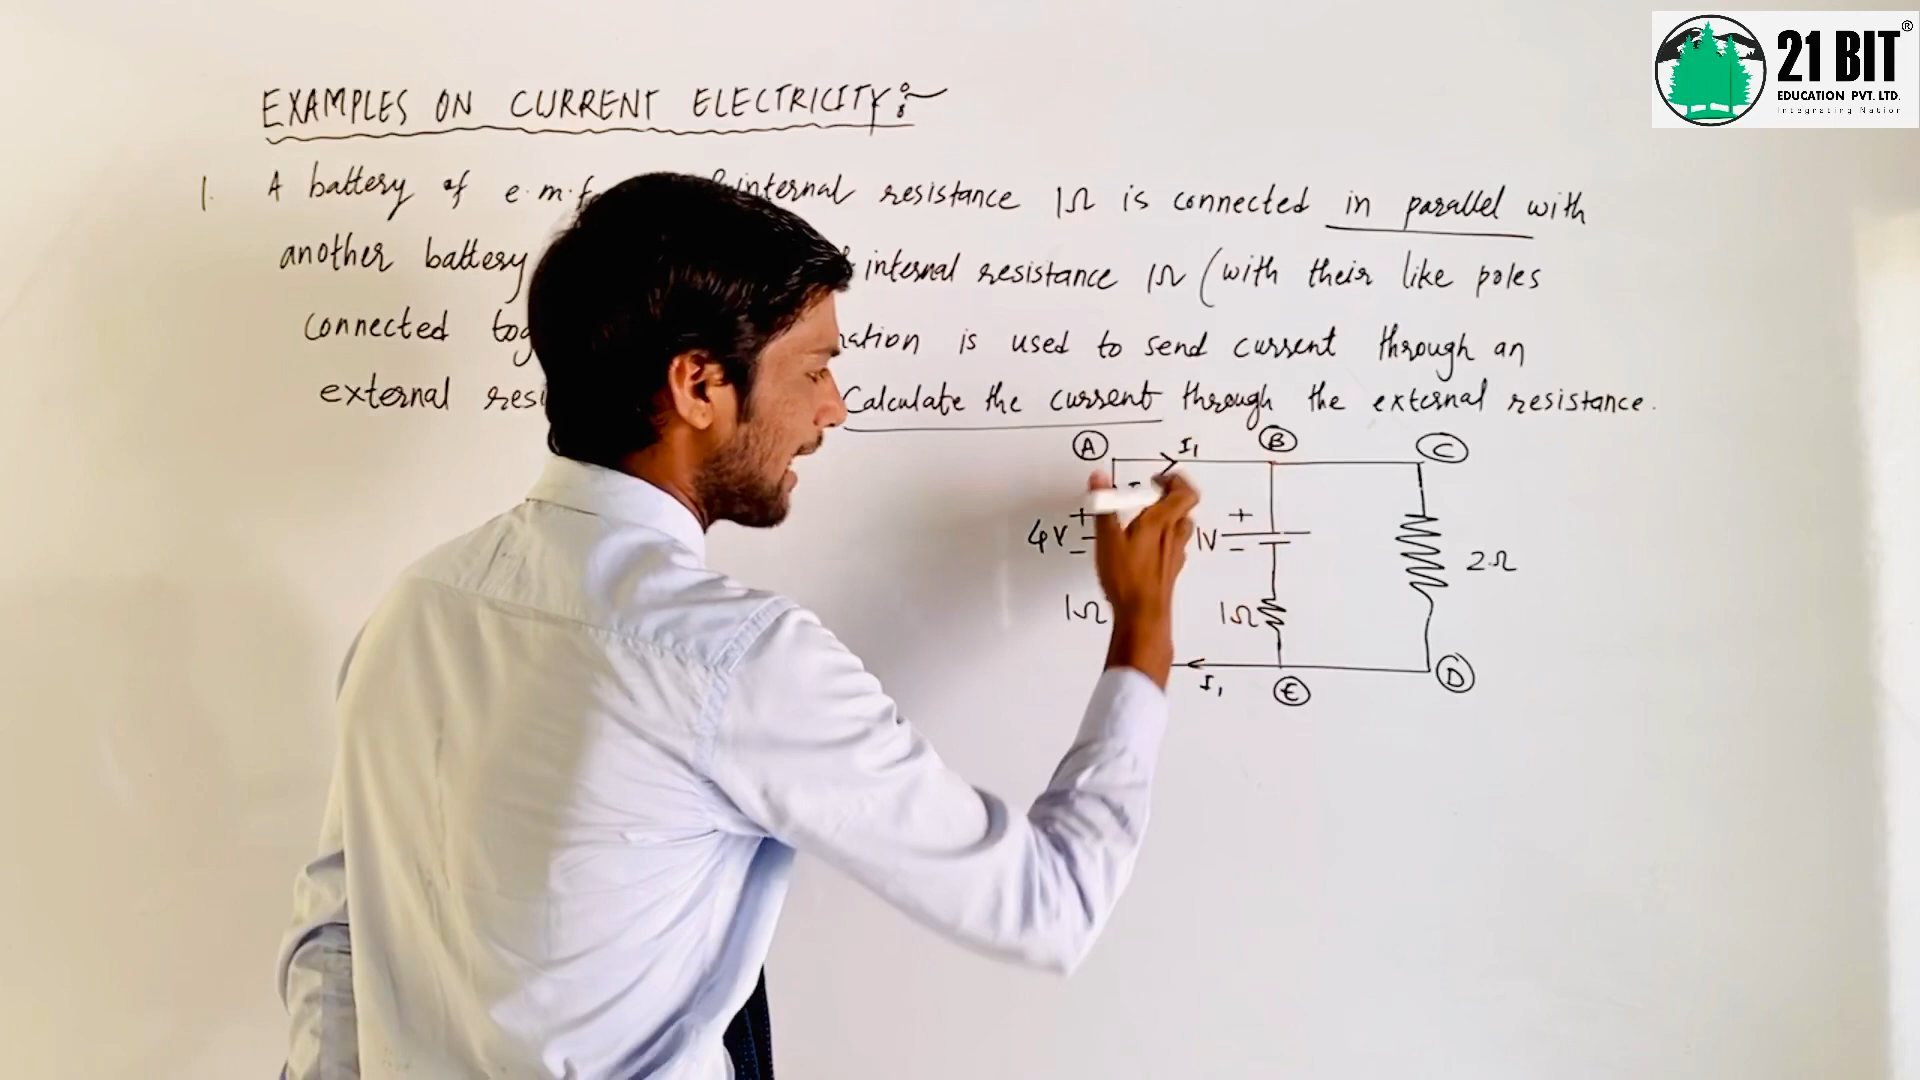 21 BIT®
EDUCATION PVT. LTD.
Integrating Nation
EXAMPLES ON CURRENT ELECTRICITY:~
1. A battery of e.m.f internal resistance 1Ω is connected in parallel with
another battery internal resistance 1Ω (with their like poles
connected is used to send current through an
external Calculate the current through the external resistance.
A I₁ B C
4V + - 1V + -
2Ω
1Ω 1Ω
I₁ E D